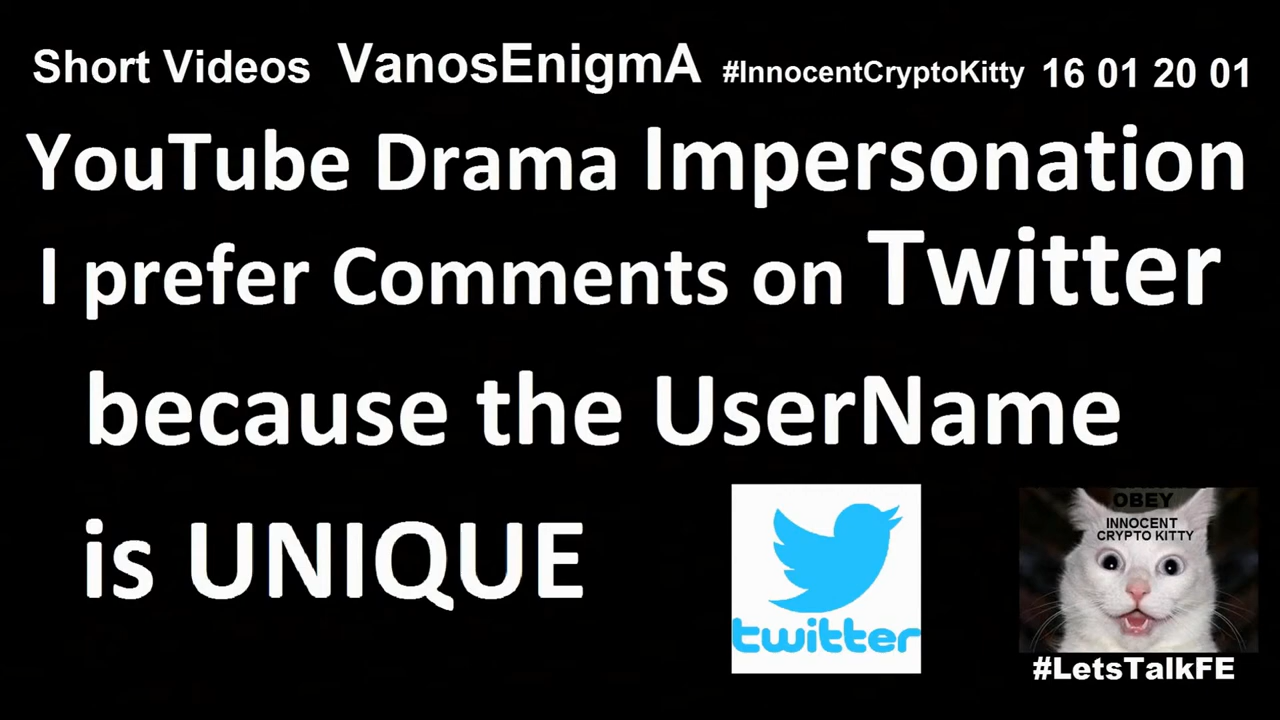 Short Videos VanosEnigmA #InnocentCryptoKitty 16 01 20 01
YouTube Drama Impersonation
I prefer Comments on Twitter
because the UserName
is UNIQUE
twitter
OBEY
INNOCENT
CRYPTO KITTY
#LetsTalkFE